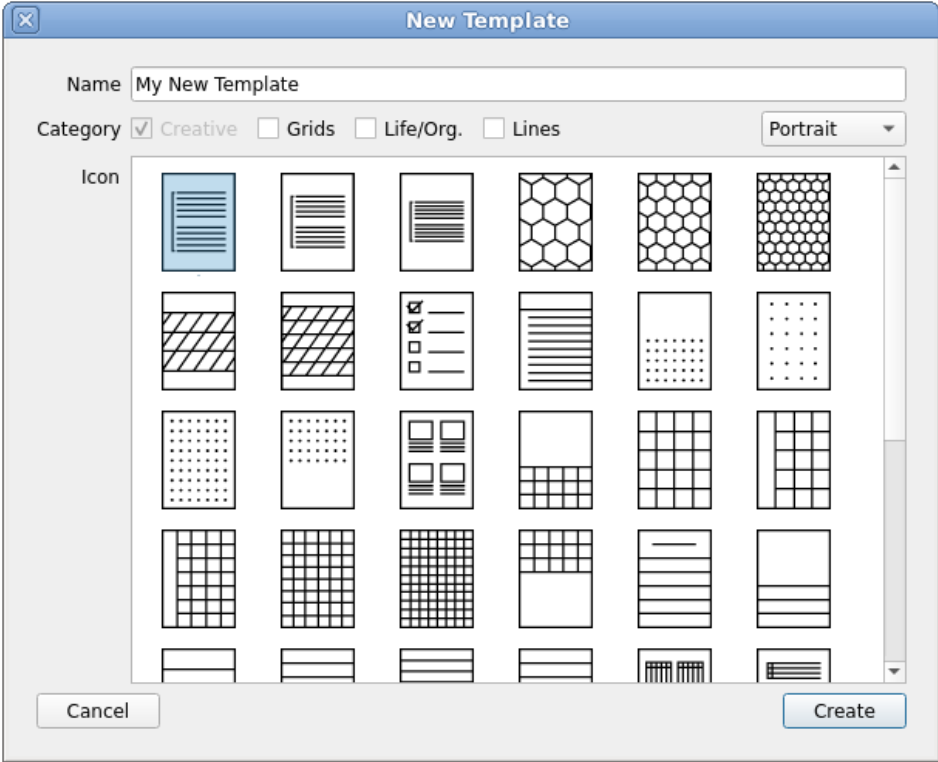 New Template
Name My New Template
Category Creative Grids Life/Org. Lines Portrait
Icon
Cancel Create